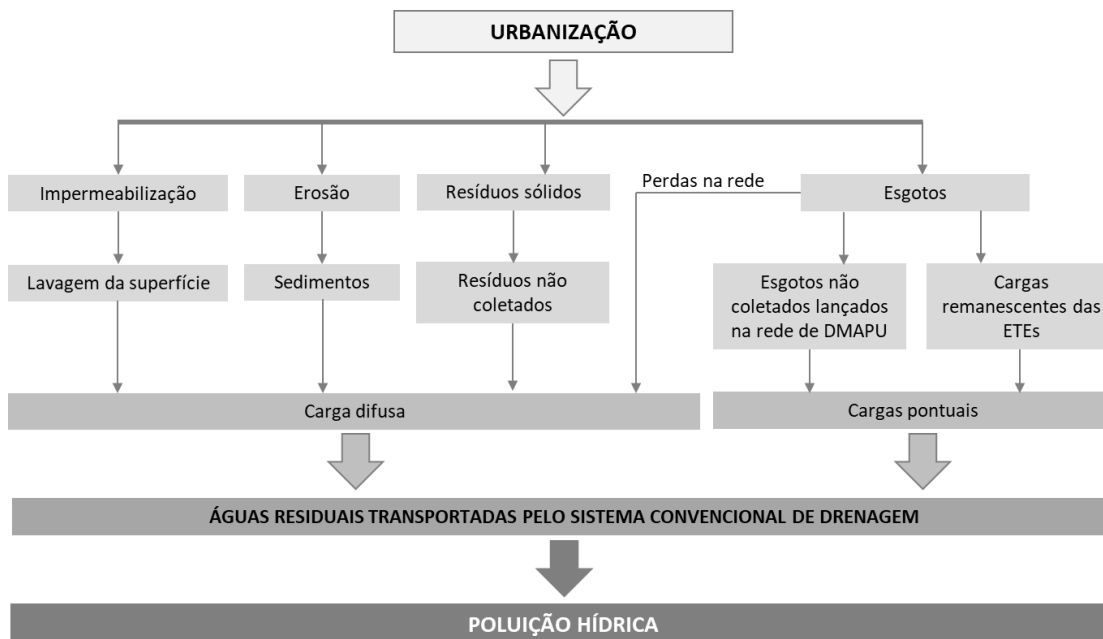 URBANIZAÇÃO
Impermeabilização
Erosão
Resíduos sólidos
Perdas na rede
Esgotos
Lavagem da superfície
Sedimentos
Resíduos não
coletados
Esgotos não
coletados lançados
na rede de DMAPU
Cargas
remanescentes das
ETEs
Carga difusa
Cargas pontuais
ÁGUAS RESIDUAIS TRANSPORTADAS PELO SISTEMA CONVENCIONAL DE DRENAGEM
POLUIÇÃO HÍDRICA